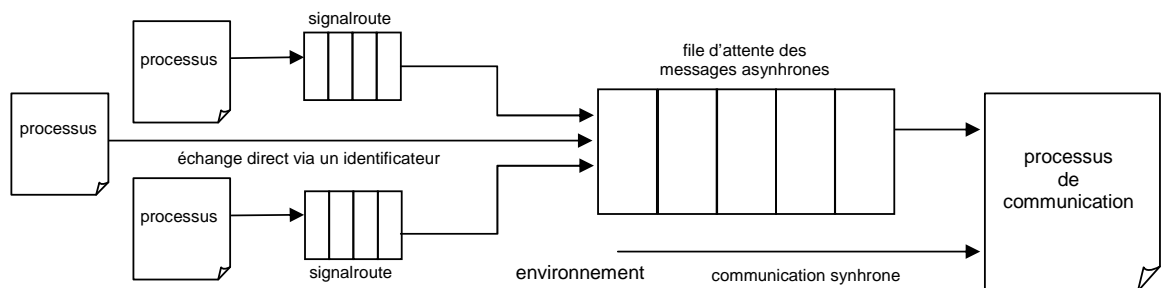 signalroute
processus
file d'attente des
messages asynhrones
processus
échange direct via un identificateur
processus
signalroute
processus
de
communication
environnement
communication synhrone